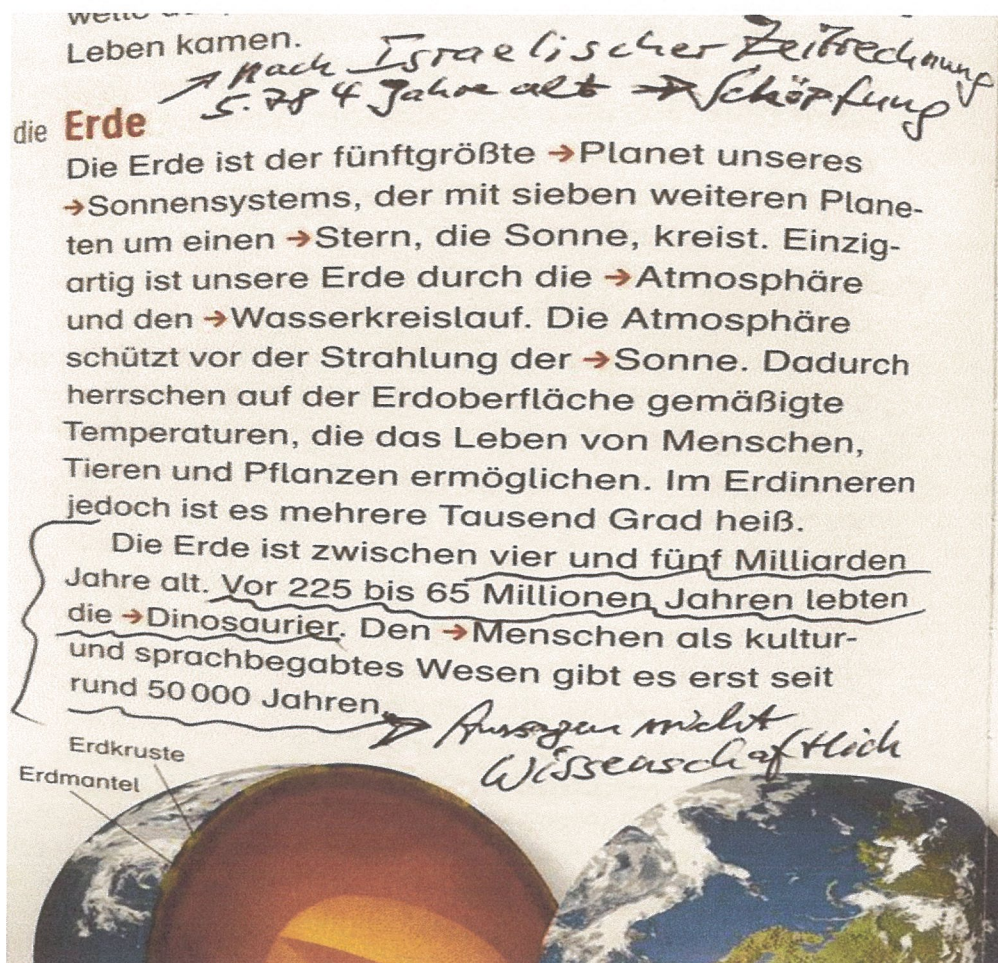 Leben kamen.
nach Israelischer Zeitrechnung
5.784 Jahre alt → Schöpfung
die Erde
Die Erde ist der fünftgrößte →Planet unseres
→Sonnensystems, der mit sieben weiteren Plane-
ten um einen →Stern, die Sonne, kreist. Einzig-
artig ist unsere Erde durch die →Atmosphäre
und den →Wasserkreislauf. Die Atmosphäre
schützt vor der Strahlung der →Sonne. Dadurch
herrschen auf der Erdoberfläche gemäßigte
Temperaturen, die das Leben von Menschen,
Tieren und Pflanzen ermöglichen. Im Erdinneren
jedoch ist es mehrere Tausend Grad heiß.
Die Erde ist zwischen vier und fünf Milliarden
Jahre alt. Vor 225 bis 65 Millionen Jahren lebten
die →Dinosaurier. Den →Menschen als kultur-
und sprachbegabtes Wesen gibt es erst seit
rund 50 000 Jahren.
→ Aussagen nicht
Wissenschaftlich
Erdkruste
Erdmantel